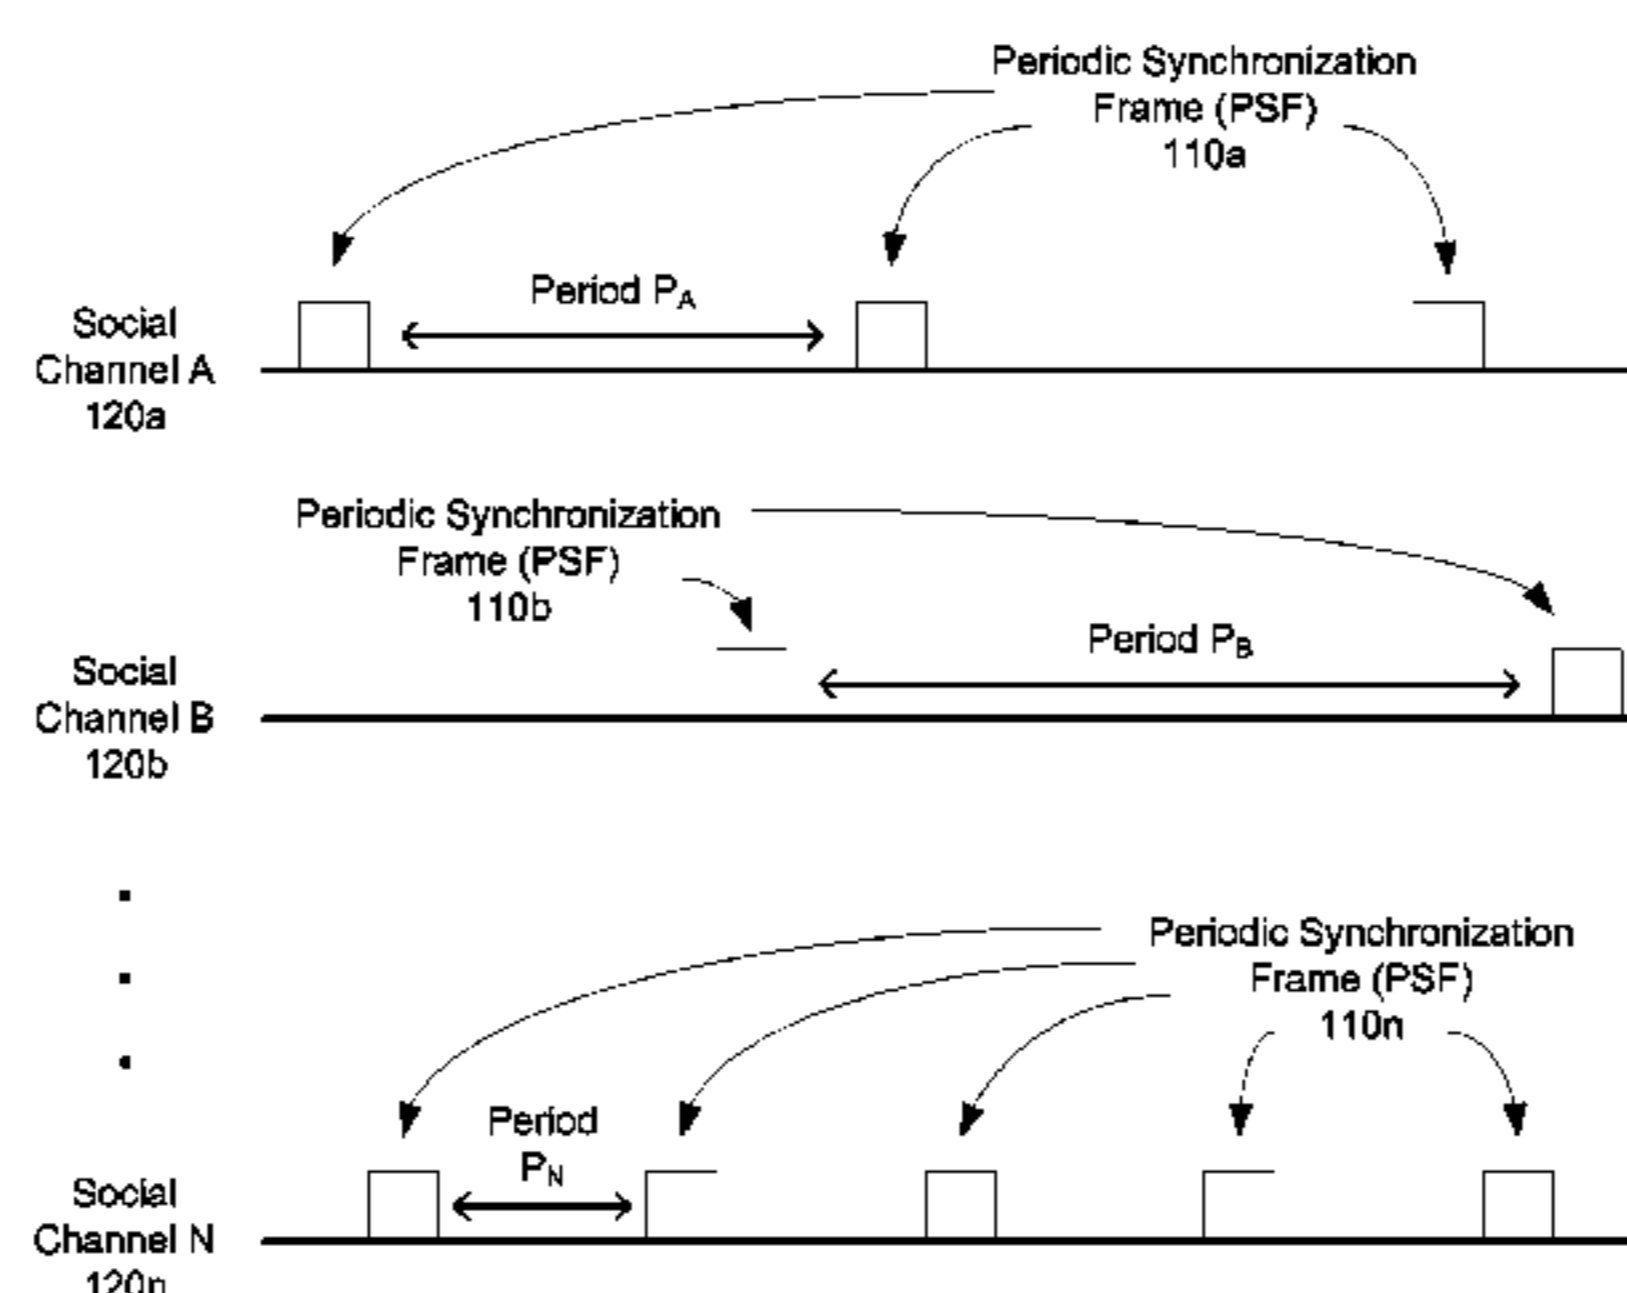 Periodic Synchronization
Frame (PSF)
110a
Period PA
Social
Channel A
120a
Periodic Synchronization
Frame (PSF)
110b
Period PB
Social
Channel B
120b
Periodic Synchronization
Frame (PSF)
110n
Period
PN
Social
Channel N
120n